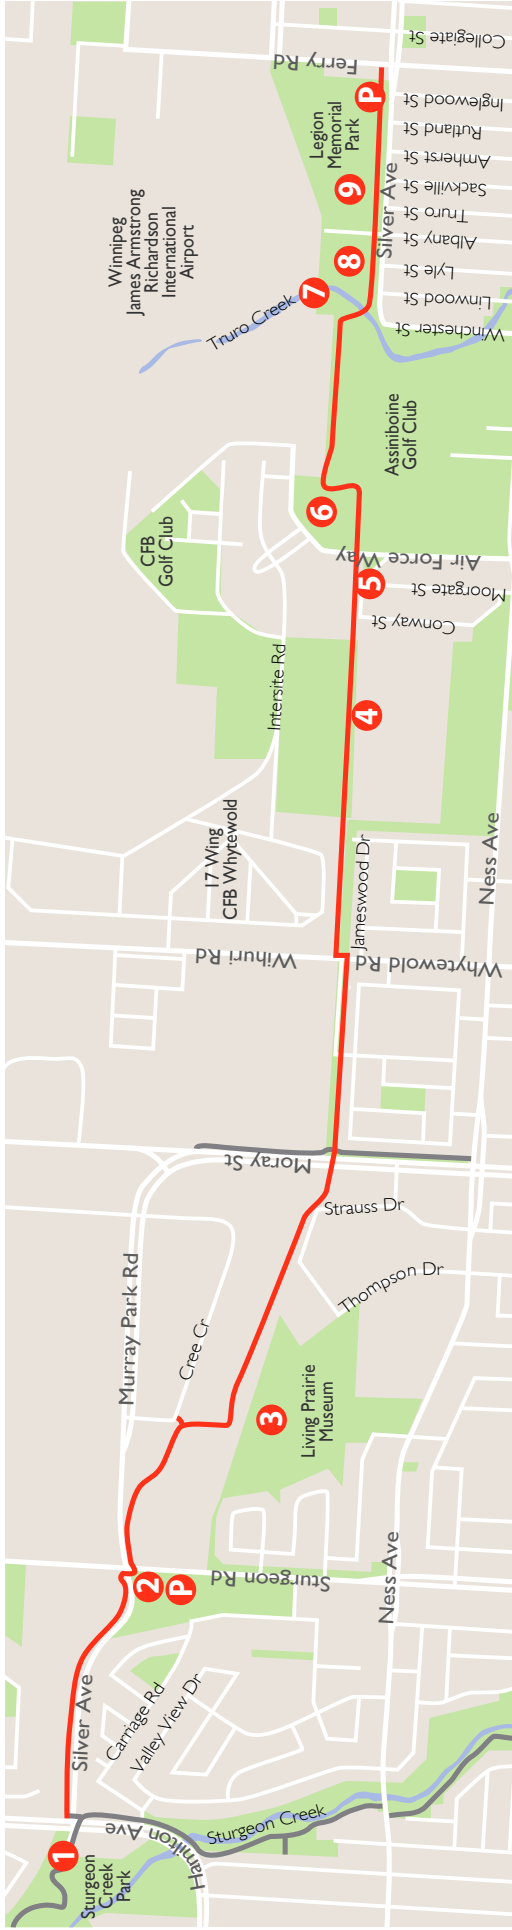 Collegiate St
Ferry Rd
P
Inglewood St
Legion
Memorial
Park
Rutland St
Amherst St
Silver Ave
Sackville St
9
Truro St
Winnipeg
James Armstrong
Richardson
International
Airport
Albany St
8
Lyle St
7
Linwood St
Truro Creek
Winchester St
Assiniboine
Golf Club
6
CFB
Golf Club
Air Force Way
5
Moorgate St
Conway St
Intersite Rd
4
17 Wing
CFB Whytewold
Ness Ave
Jameswood Dr
Wihuri Rd
Whytewold Rd
Moray St
Strauss Dr
Thompson Dr
Murray Park Rd
Cree Cr
3
Living Prairie
Museum
2
P
Sturgeon Rd
Ness Ave
Silver Ave
Carriage Rd
Valley View Dr
Hamilton Ave
Sturgeon Creek
1
Sturgeon
Creek
Park